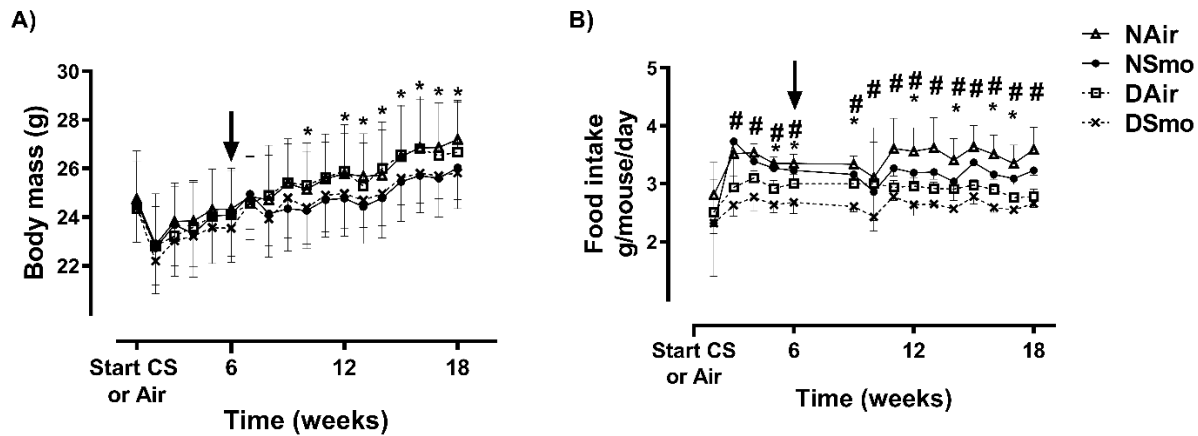 A)
Body mass (g)
30
28
26
24
22
* * * * * * * *
Start CS
or Air
6
12
18
Time (weeks)
B)
Food intake
g/mouse/day
5
4
3
2
# # # # # # # # # # # # # #
* * * * * * *
Start CS
or Air
6
12
18
Time (weeks)
NAir
NSmo
DAir
DSmo